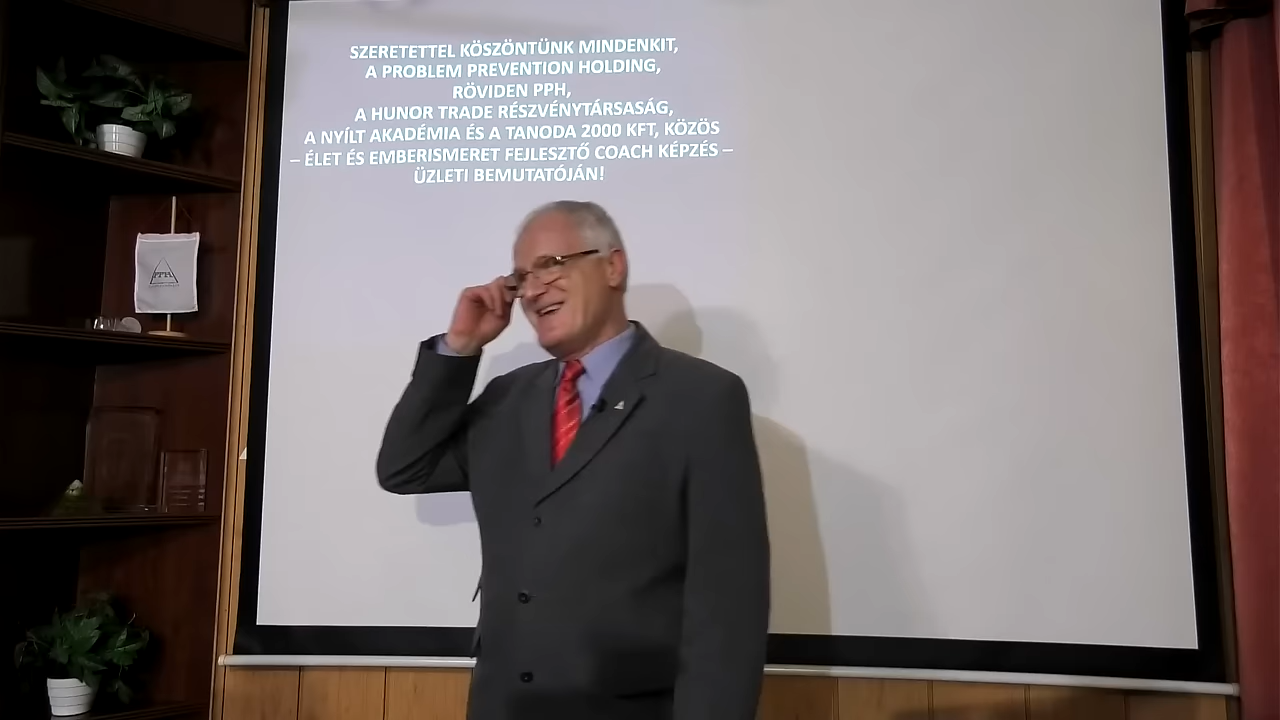 SZERETETTEL KÖSZÖNTÜNK MINDENKIT,
A PROBLEM PREVENTION HOLDING,
RÖVIDEN PPH,
A HUNOR TRADE RÉSZVÉNYTÁRSASÁG,
A NYÍLT AKADÉMIA ÉS A TANODA 2000 KFT, KÖZÖS
– ÉLET ÉS EMBERISMERET FEJLESZTŐ COACH KÉPZÉS –
ÜZLETI BEMUTATÓJÁN!